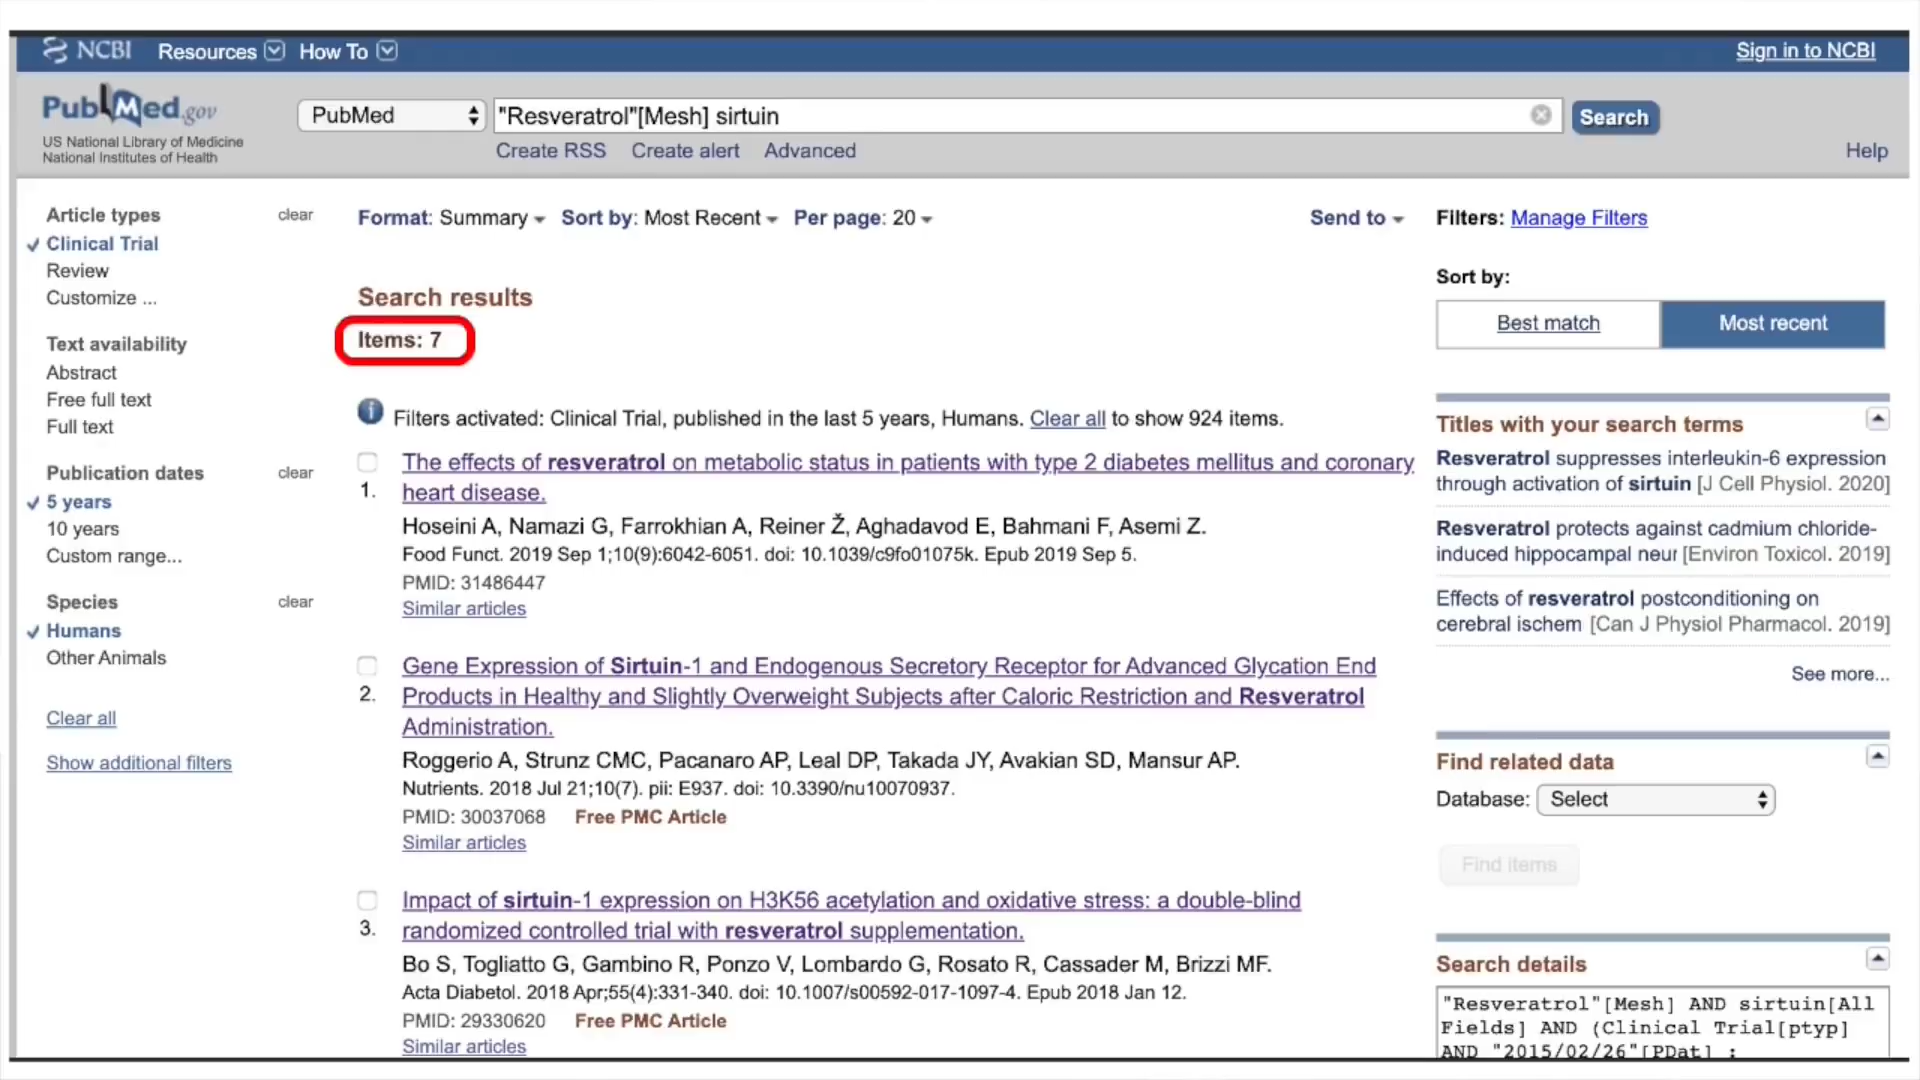 NCBI Resources How To Sign in to NCBI
PubMed.gov
US National Library of Medicine
National Institutes of Health
PubMed
"Resveratrol"[Mesh] sirtuin
Search
Create RSS Create alert Advanced
Help
Article types clear
Clinical Trial
Review
Customize ...
Text availability
Abstract
Free full text
Full text
Publication dates clear
5 years
10 years
Custom range...
Species clear
Humans
Other Animals
Clear all
Show additional filters
Format: Summary Sort by: Most Recent Per page: 20 Send to
Search results
Items: 7
Filters activated: Clinical Trial, published in the last 5 years, Humans. Clear all to show 924 items.
The effects of resveratrol on metabolic status in patients with type 2 diabetes mellitus and coronary
1. heart disease.
Hoseini A, Namazi G, Farrokhian A, Reiner Ž, Aghadavod E, Bahmani F, Asemi Z.
Food Funct. 2019 Sep 1;10(9):6042-6051. doi: 10.1039/c9fo01075k. Epub 2019 Sep 5.
PMID: 31486447
Similar articles
Gene Expression of Sirtuin-1 and Endogenous Secretory Receptor for Advanced Glycation End
2. Products in Healthy and Slightly Overweight Subjects after Caloric Restriction and Resveratrol
Administration.
Roggerio A, Strunz CMC, Pacanaro AP, Leal DP, Takada JY, Avakian SD, Mansur AP.
Nutrients. 2018 Jul 21;10(7). pii: E937. doi: 10.3390/nu10070937.
PMID: 30037068 Free PMC Article
Similar articles
Impact of sirtuin-1 expression on H3K56 acetylation and oxidative stress: a double-blind
3. randomized controlled trial with resveratrol supplementation.
Bo S, Togliatto G, Gambino R, Ponzo V, Lombardo G, Rosato R, Cassader M, Brizzi MF.
Acta Diabetol. 2018 Apr;55(4):331-340. doi: 10.1007/s00592-017-1097-4. Epub 2018 Jan 12.
PMID: 29330620 Free PMC Article
Similar articles
Filters: Manage Filters
Sort by:
Best match Most recent
Titles with your search terms
Resveratrol suppresses interleukin-6 expression
through activation of sirtuin [J Cell Physiol. 2020]
Resveratrol protects against cadmium chloride-
induced hippocampal neur [Environ Toxicol. 2019]
Effects of resveratrol postconditioning on
cerebral ischem [Can J Physiol Pharmacol. 2019]
See more...
Find related data
Database: Select
Find items
Search details
"Resveratrol"[Mesh] AND sirtuin[All
Fields] AND (Clinical Trial[ptyp]
AND "2015/02/26"[PDat] :